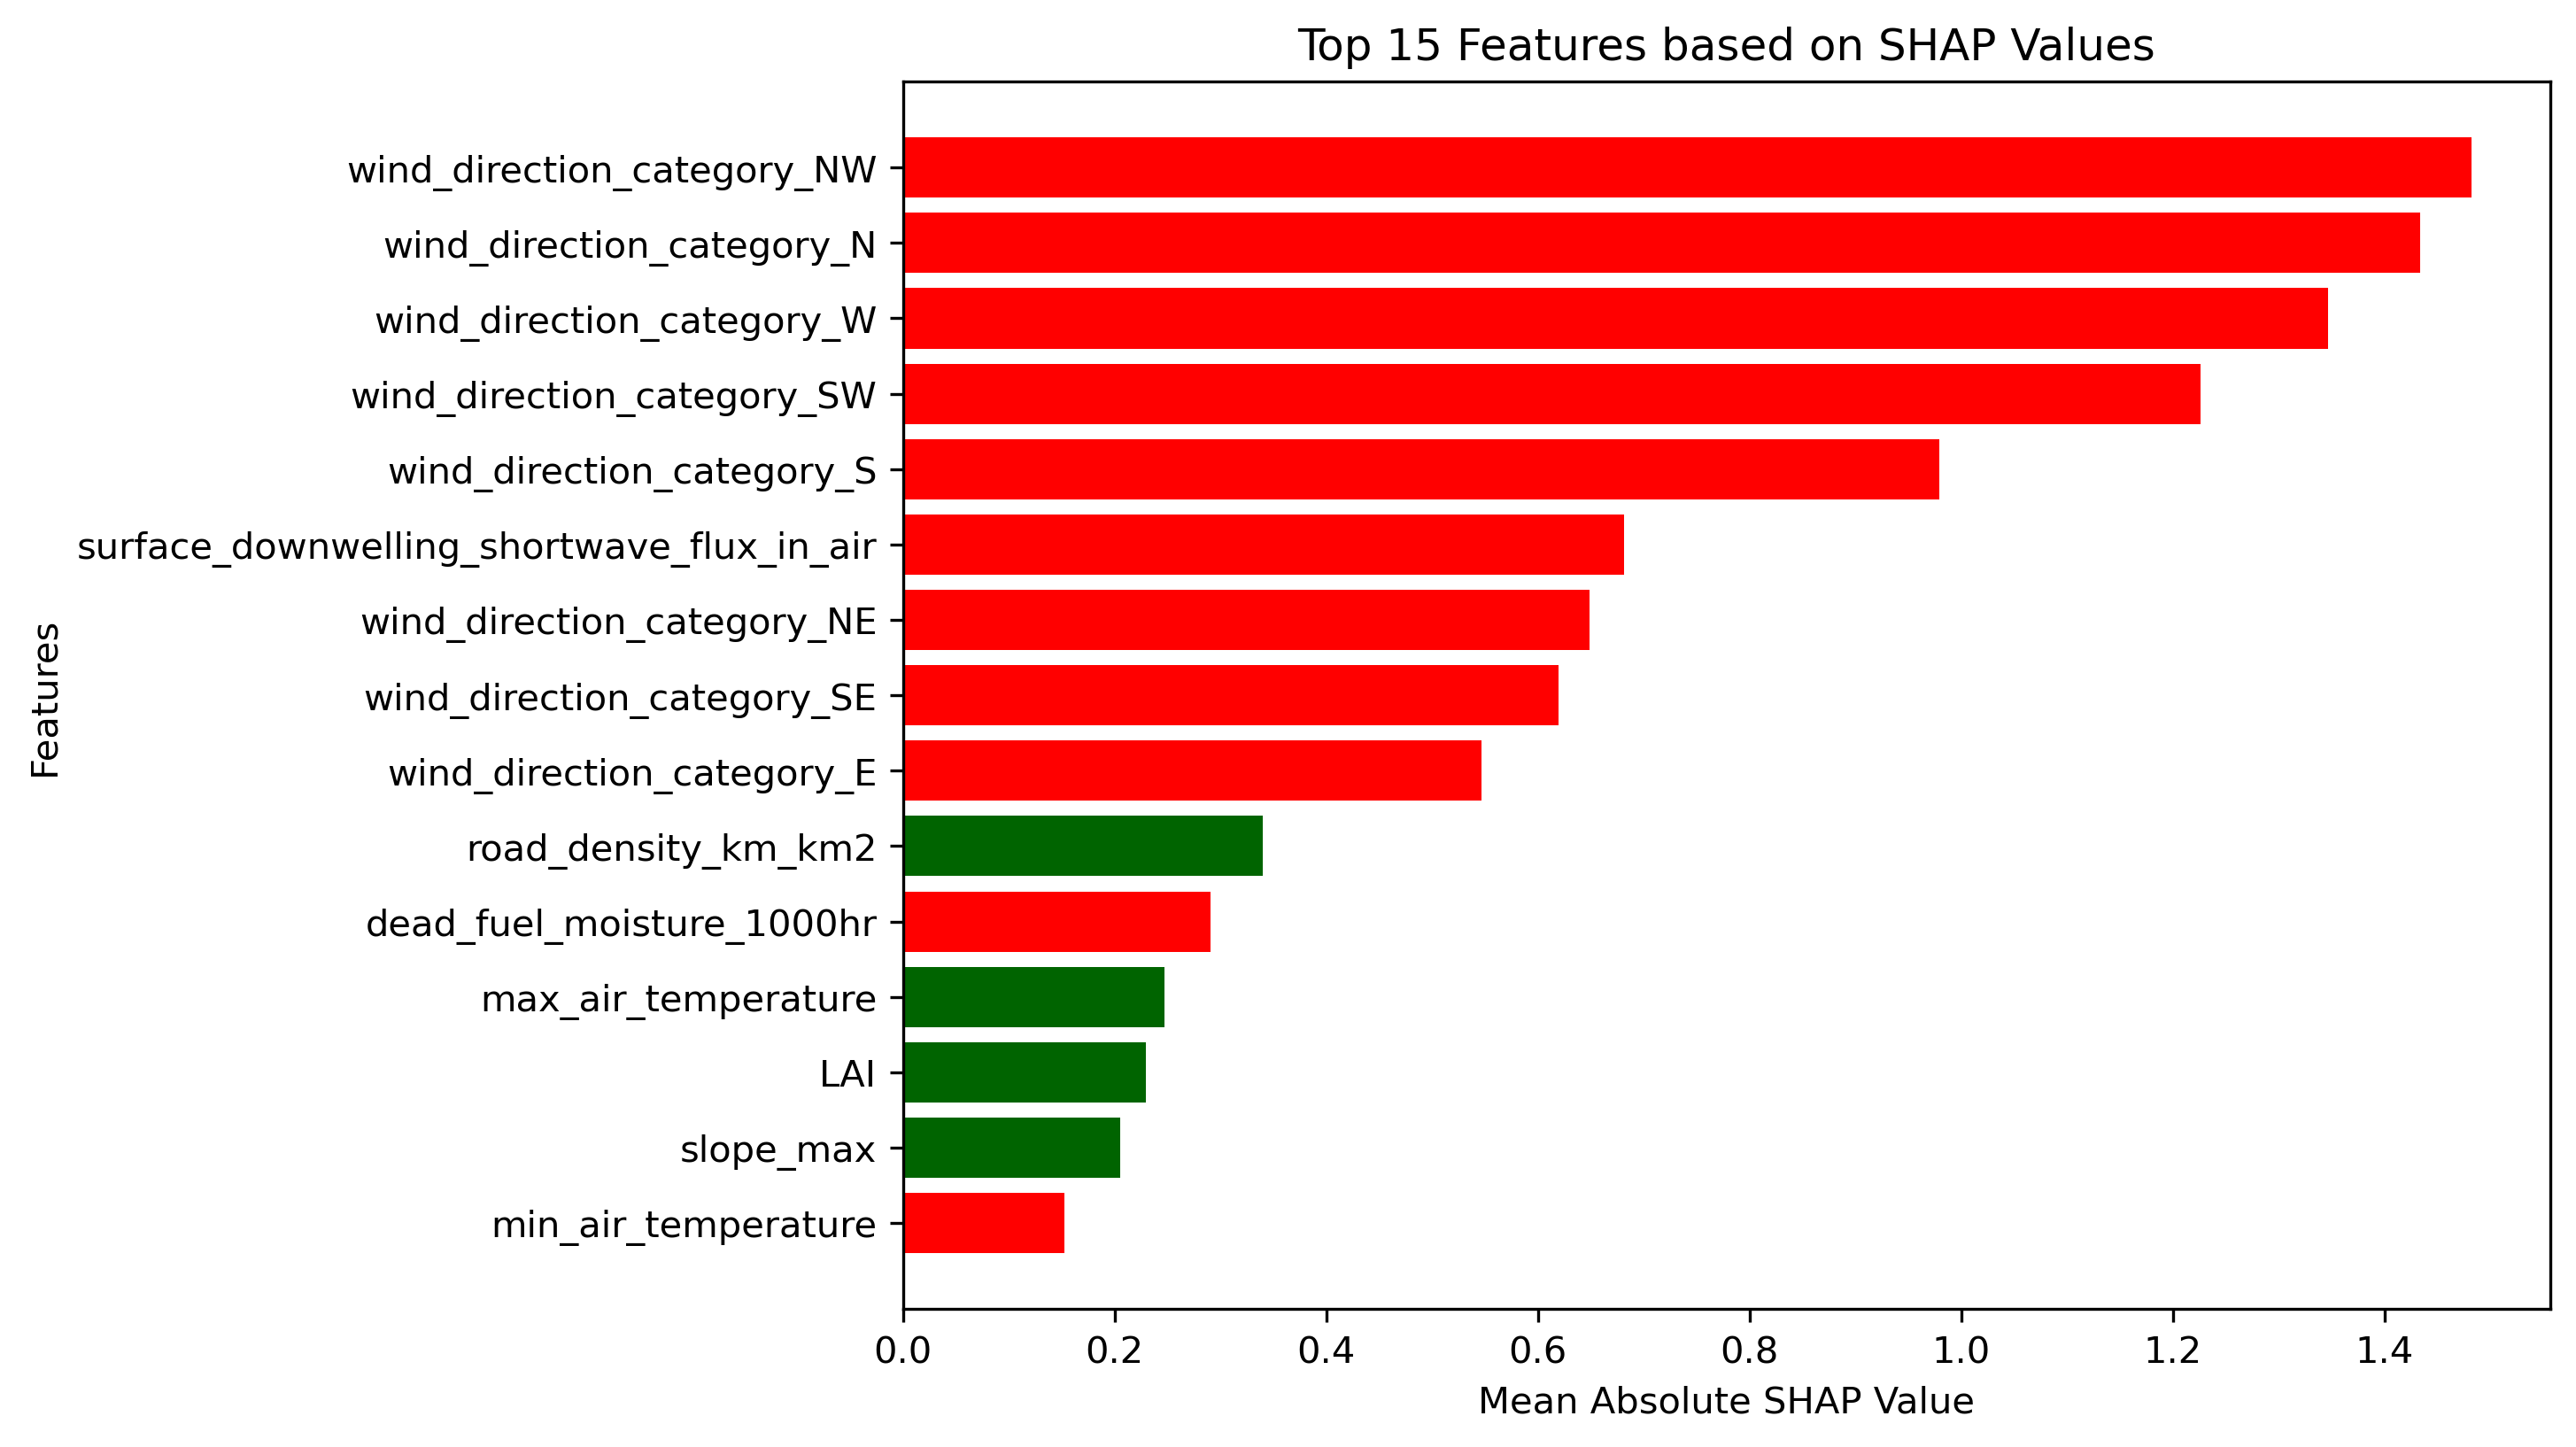 Top 15 Features based on SHAP Values
Features
wind_direction_category_NW
wind_direction_category_N
wind_direction_category_W
wind_direction_category_SW
wind_direction_category_S
surface_downwelling_shortwave_flux_in_air
wind_direction_category_NE
wind_direction_category_SE
wind_direction_category_E
road_density_km_km2
dead_fuel_moisture_1000hr
max_air_temperature
LAI
slope_max
min_air_temperature
0.0 0.2 0.4 0.6 0.8 1.0 1.2 1.4
Mean Absolute SHAP Value